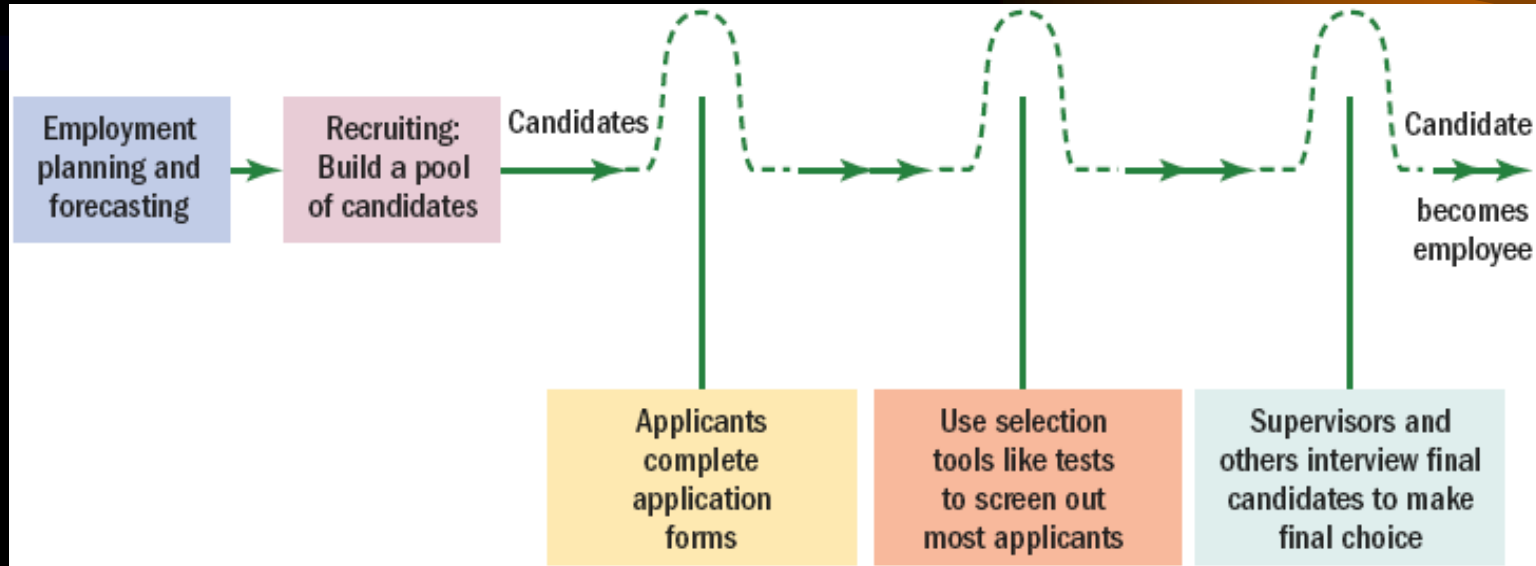 Employment
planning and
forecasting
Recruiting:
Build a pool
of candidates
Candidates
Candidate
becomes
employee
Applicants
complete
application
forms
Use selection
tools like tests
to screen out
most applicants
Supervisors and
others interview final
candidates to make
final choice